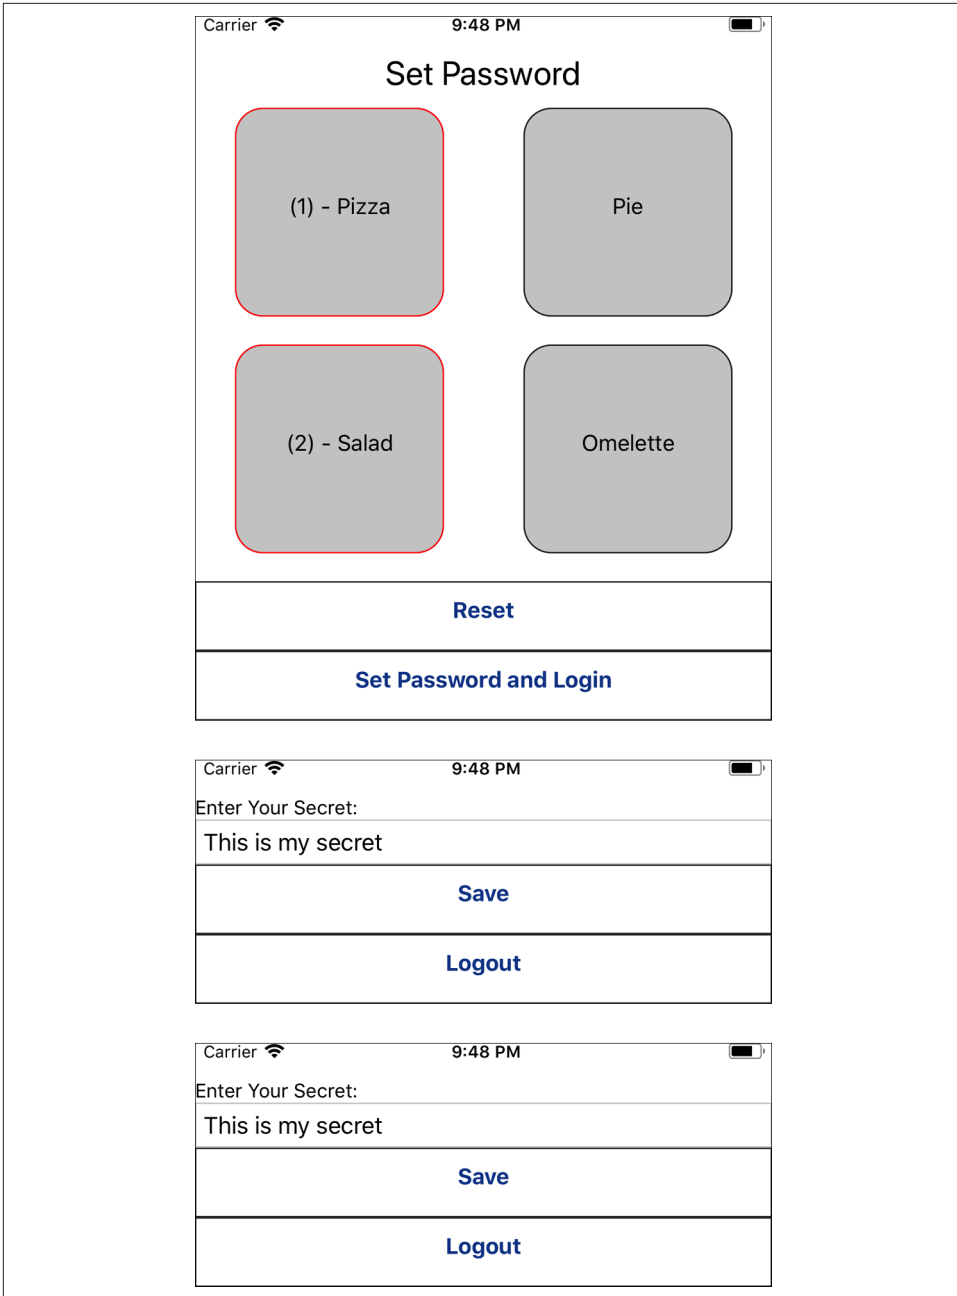 Carrier 9:48 PM
Set Password
(1) - Pizza Pie
(2) - Salad Omelette
Reset
Set Password and Login
Carrier 9:48 PM
Enter Your Secret:
This is my secret
Save
Logout
Carrier 9:48 PM
Enter Your Secret:
This is my secret
Save
Logout